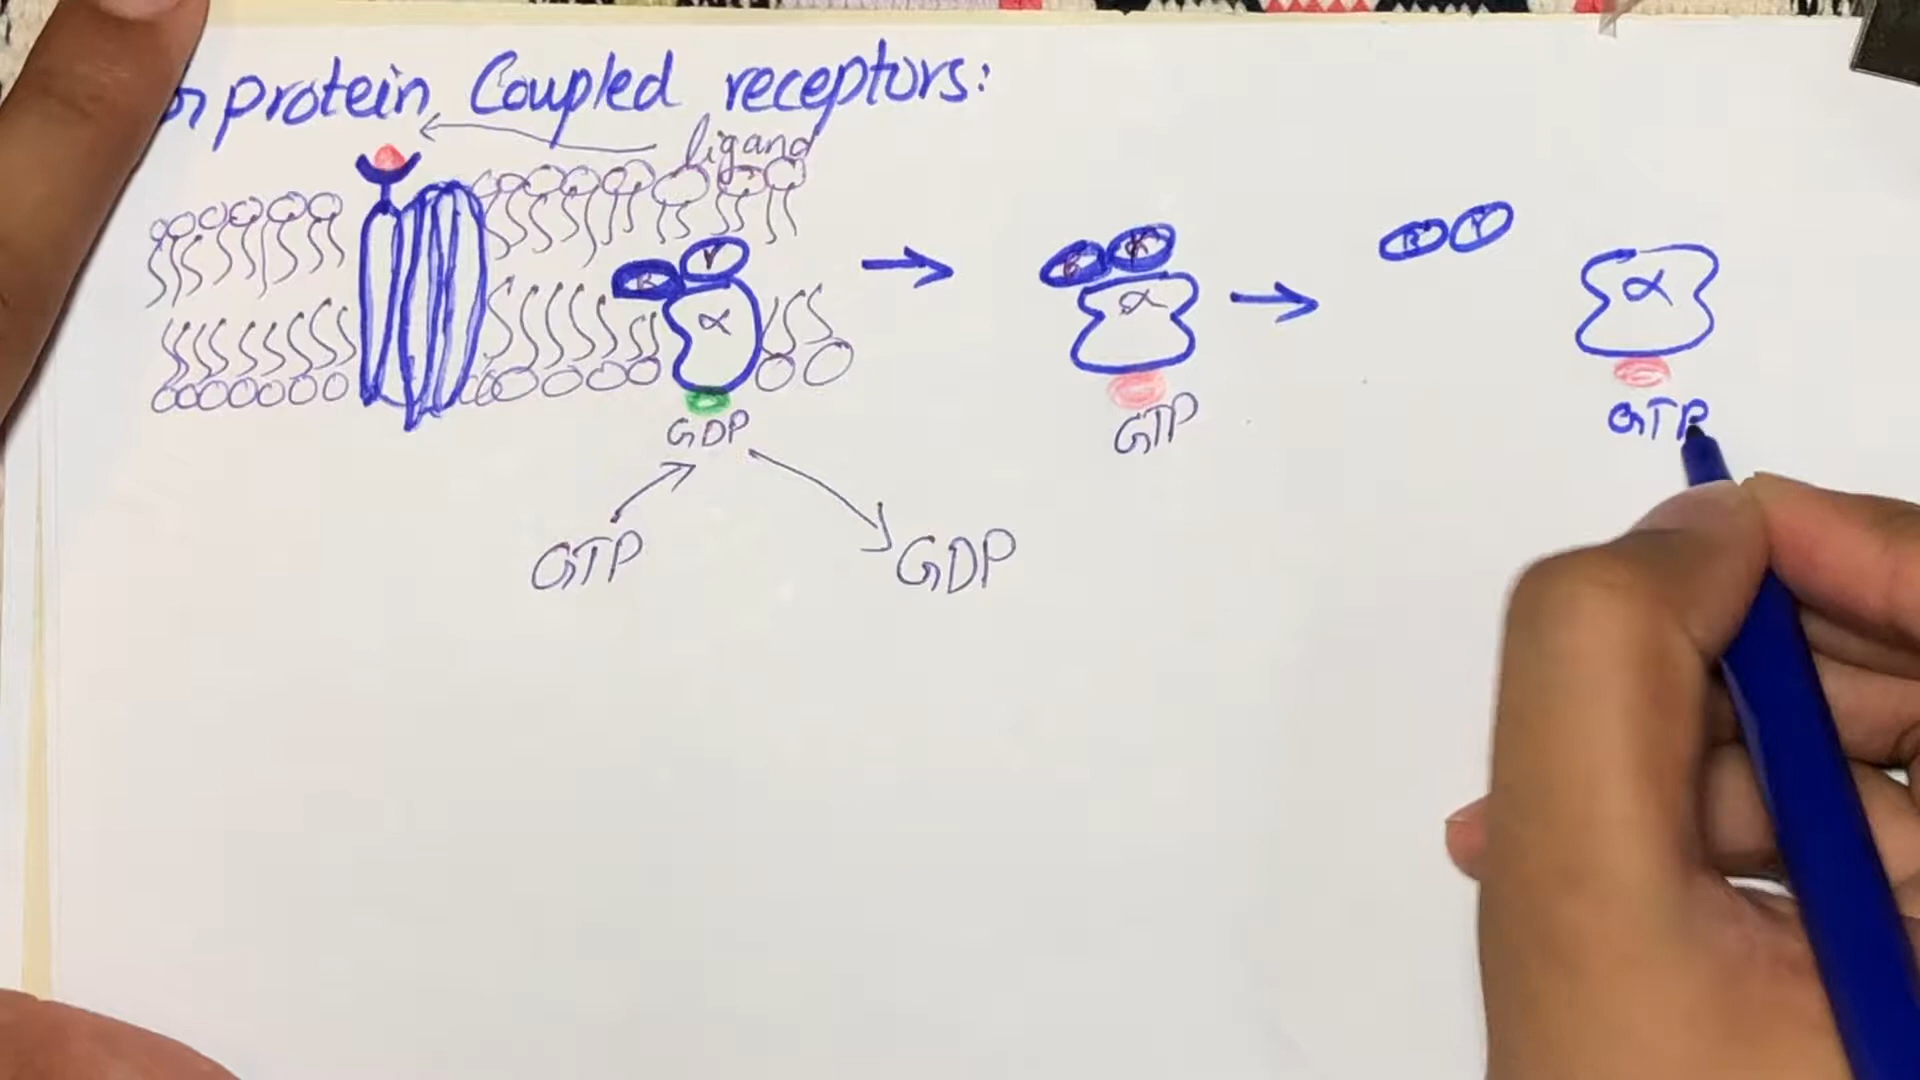 G protein Coupled receptors:
ligand
γ
α
GDP
GTP
GDP
β γ
α
GTP
β γ
α
GTP